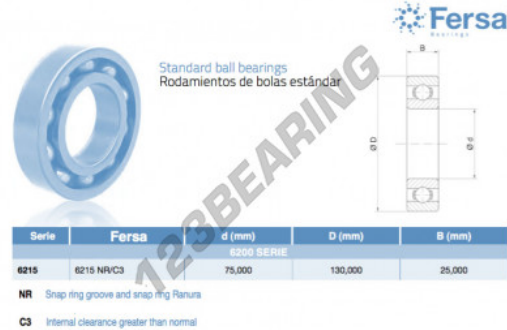 Fersa
Bearings
Standard ball bearings
Rodamientos de bolas estándar
B
Ø D
Ø d
123BEARING
Serie Fersa d (mm) D (mm) B (mm)
6200 SERIE
6215 6215 NR/C3 75,000 130,000 25,000
NR Snap ring groove and snap ring Ranura
C3 Internal clearance greater than normal